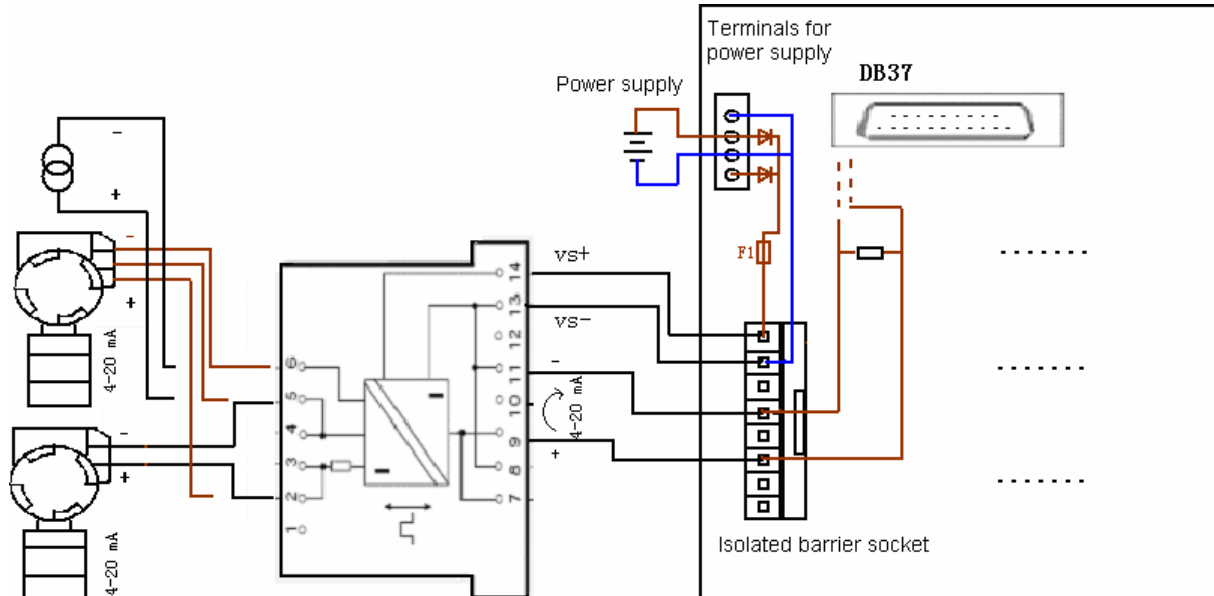 Terminals for
power supply
Power supply
DB37
-
+
-
+
4-20 mA
-
+
4-20 mA
6
5
4
3
2
1
14
13
12
11
10
9
8
7
vs+
vs-
-
4-20 mA
+
F1
Isolated barrier socket